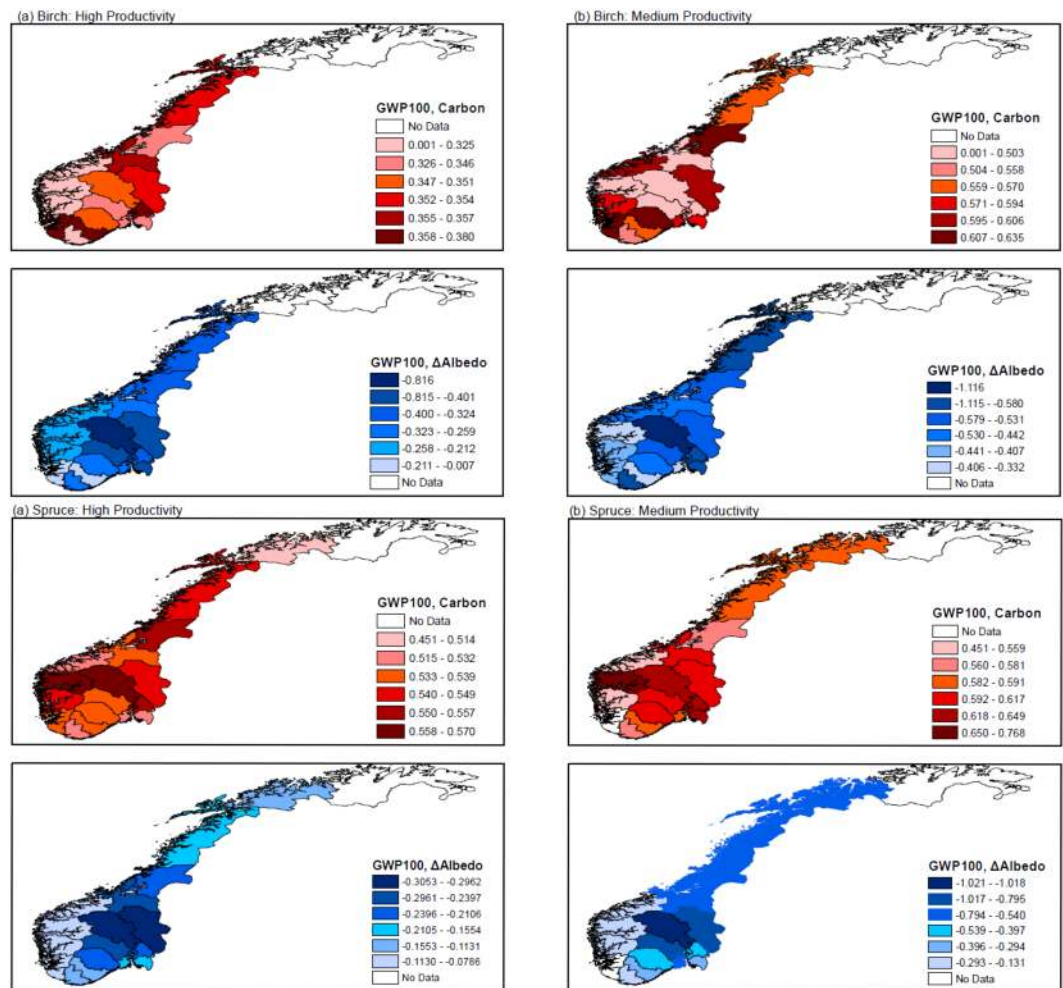 (a) Birch: High Productivity
GWP100, Carbon
No Data
0.001 - 0.325
0.326 - 0.346
0.347 - 0.351
0.352 - 0.354
0.355 - 0.357
0.358 - 0.380
(b) Birch: Medium Productivity
GWP100, Carbon
No Data
0.001 - 0.503
0.504 - 0.558
0.559 - 0.570
0.571 - 0.594
0.595 - 0.606
0.607 - 0.635
GWP100, ΔAlbedo
-0.816
-0.815 - -0.401
-0.400 - -0.324
-0.323 - -0.259
-0.258 - -0.212
-0.211 - -0.007
No Data
GWP100, ΔAlbedo
-1.116
-1.115 - -0.580
-0.579 - -0.531
-0.530 - -0.442
-0.441 - -0.407
-0.406 - -0.332
No Data
(a) Spruce: High Productivity
GWP100, Carbon
No Data
0.451 - 0.514
0.515 - 0.532
0.533 - 0.539
0.540 - 0.549
0.550 - 0.557
0.558 - 0.570
(b) Spruce: Medium Productivity
GWP100, Carbon
No Data
0.451 - 0.559
0.560 - 0.581
0.582 - 0.591
0.592 - 0.617
0.618 - 0.649
0.650 - 0.768
GWP100, ΔAlbedo
-0.3053 - -0.2962
-0.2961 - -0.2397
-0.2396 - -0.2106
-0.2105 - -0.1554
-0.1553 - -0.1131
-0.1130 - -0.0786
No Data
GWP100, ΔAlbedo
-1.021 - -1.018
-1.017 - -0.795
-0.794 - -0.540
-0.539 - -0.397
-0.396 - -0.294
-0.293 - -0.131
No Data